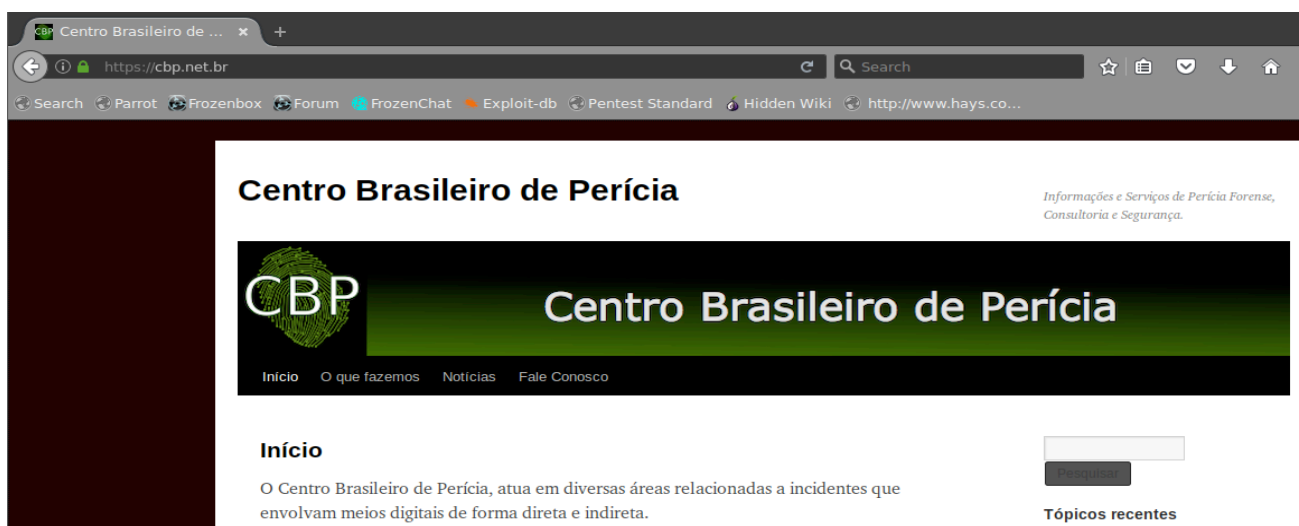 CBP Centro Brasileiro de ... × +
https://cbp.net.br Search
Search Parrot Frozenbox Forum FrozenChat Exploit-db Pentest Standard Hidden Wiki http://www.hays.co...
Centro Brasileiro de Perícia
Informações e Serviços de Perícia Forense,
Consultoria e Segurança.
CBP Centro Brasileiro de Perícia
Início O que fazemos Notícias Fale Conosco
Início
Pesquisar
O Centro Brasileiro de Perícia, atua em diversas áreas relacionadas a incidentes que
envolvam meios digitais de forma direta e indireta.
Tópicos recentes